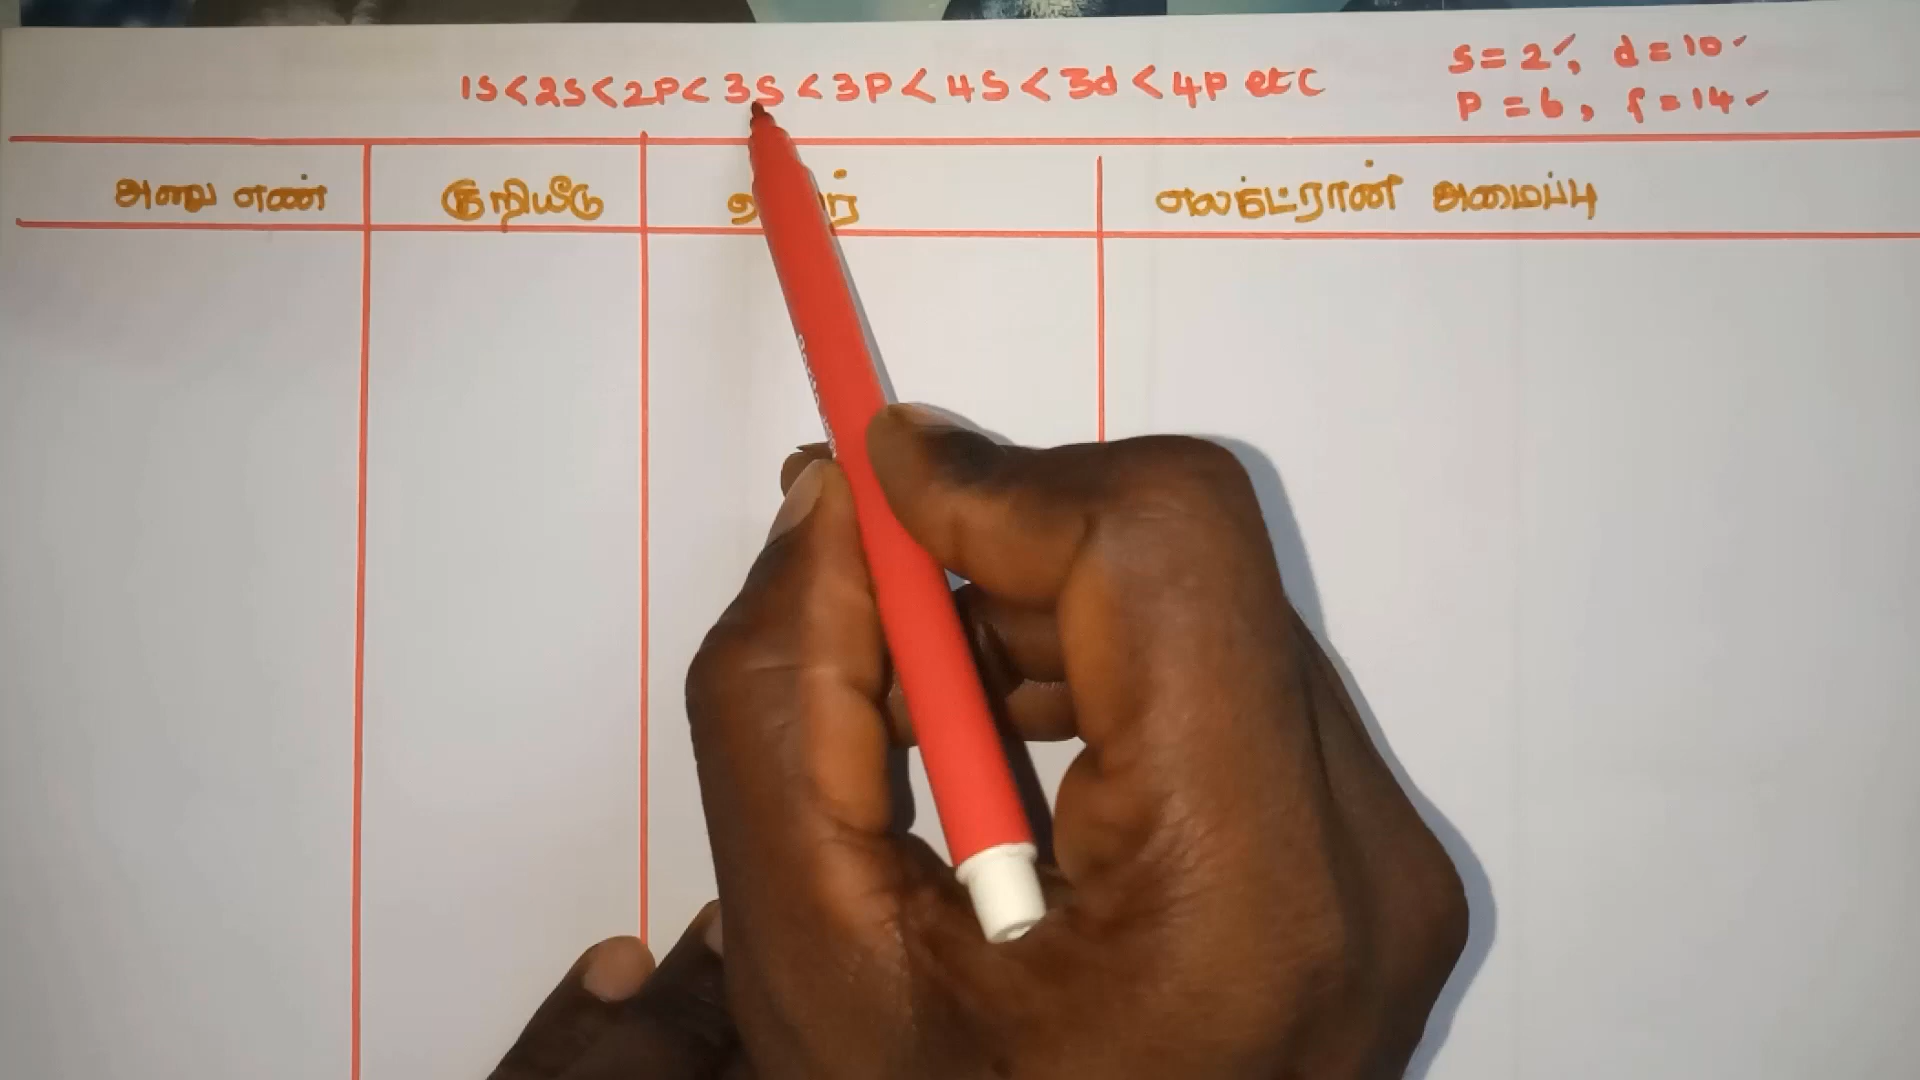 1S<2S<2P<3S<3P<4S<3d<4P etc
S=2, d=10
P=6, f=14
அணு எண் குறியீடு எலக்ட்ரான் அமைப்பு